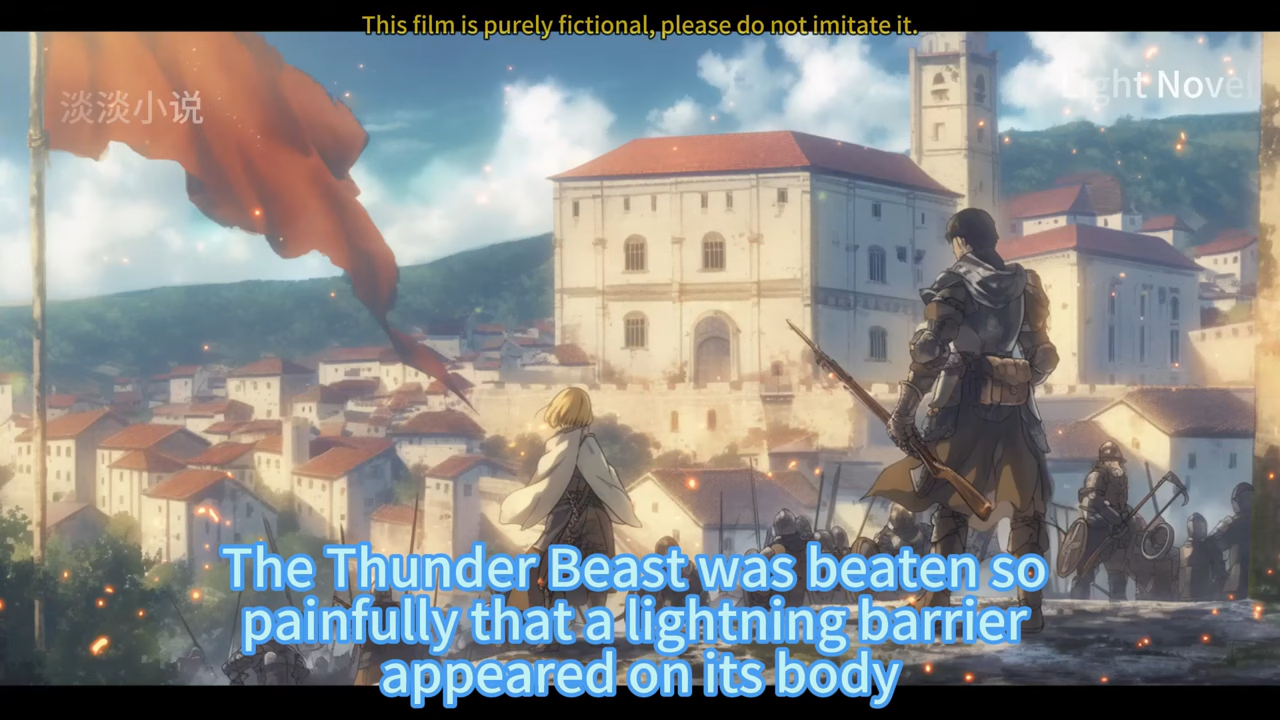 This film is purely fictional, please do not imitate it.
淡淡小说
Light Novel
The Thunder Beast was beaten so
painfully that a lightning barrier
appeared on its body